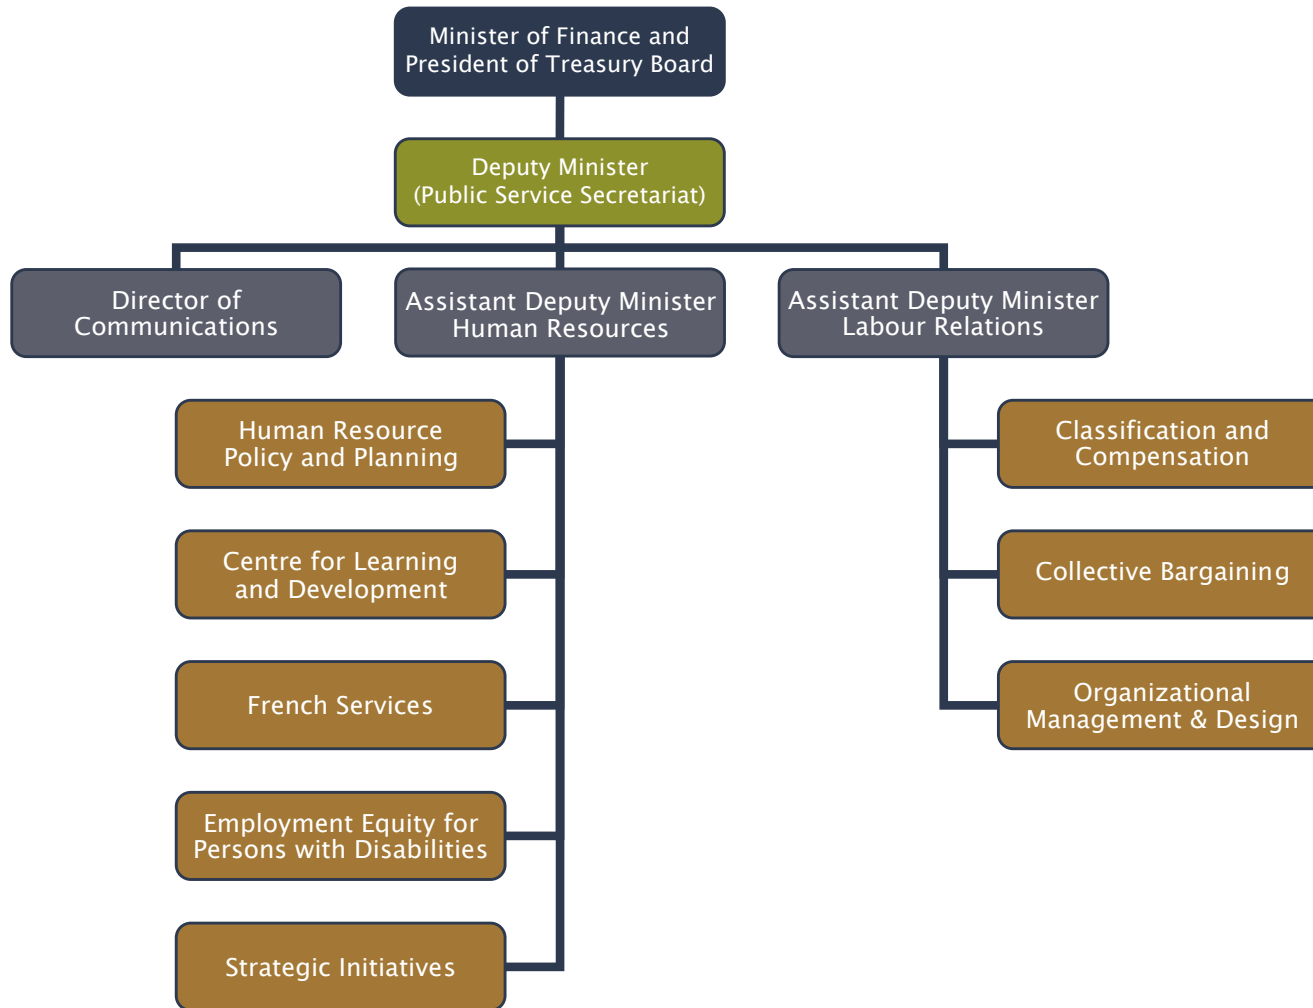 Minister of Finance and
President of Treasury Board
Deputy Minister
(Public Service Secretariat)
Director of
Communications
Assistant Deputy Minister
Human Resources
Assistant Deputy Minister
Labour Relations
Human Resource
Policy and Planning
Centre for Learning
and Development
French Services
Employment Equity for
Persons with Disabilities
Strategic Initiatives
Classification and
Compensation
Collective Bargaining
Organizational
Management & Design